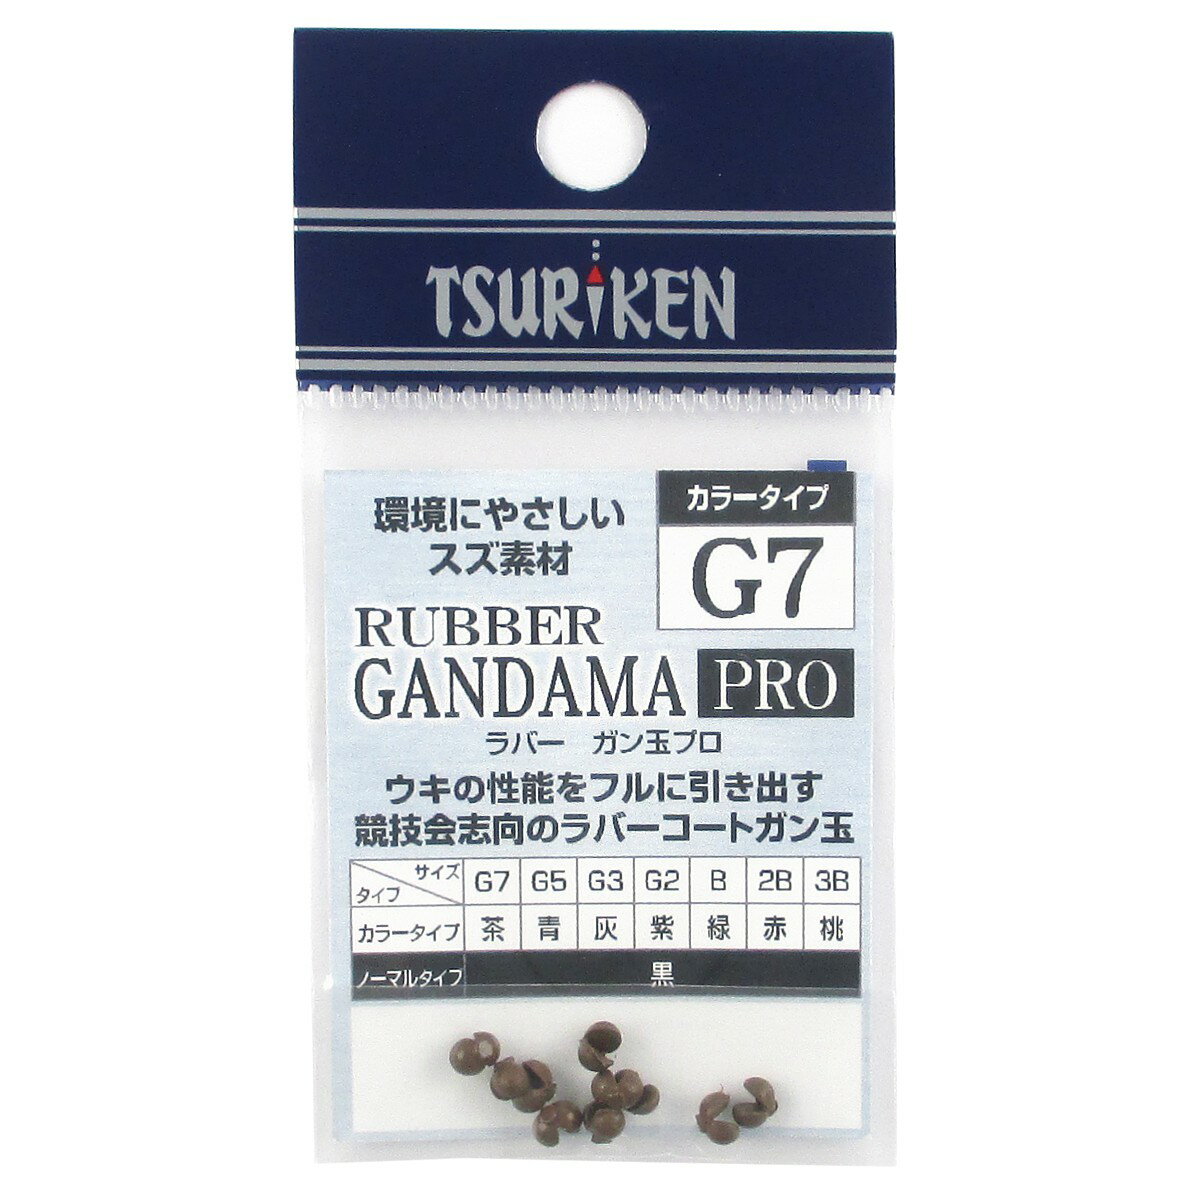 TSURIKEN
環境にやさしい
スズ素材
カラータイプ
G7
RUBBER
GANDAMA PRO
ラバー ガン玉プロ
ウキの性能をフルに引き出す
競技会志向のラバーコートガン玉
サイズ タイプ G7 G5 G3 G2 B 2B 3B
カラータイプ 茶 青 灰 紫 緑 赤 桃
ノーマルタイプ 黒